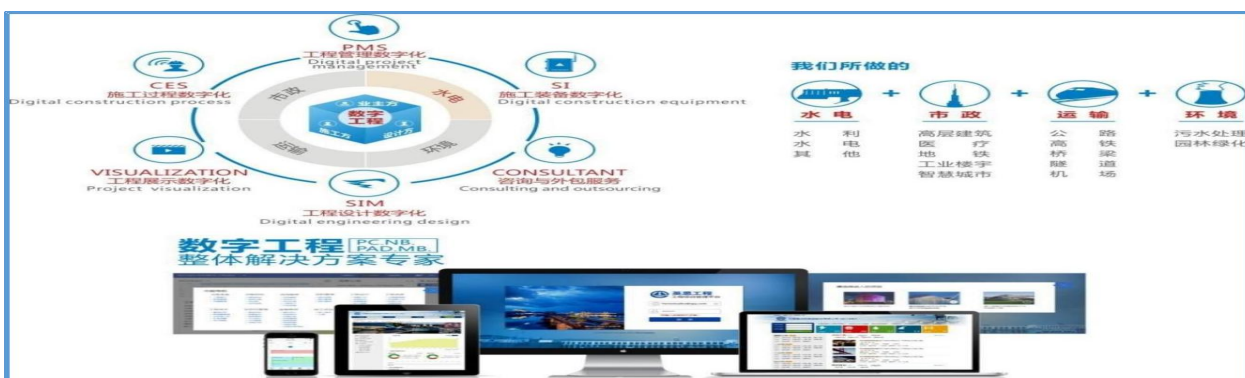 PMS
工程管理数字化
Digital project
management
CES
施工过程数字化
Digital construction process
SI
施工装备数字化
Digital construction equipment
市政
水电
运输
环境
业主方
数字
工程
施工方
设计方
VISUALIZATION
工程展示数字化
Project visualization
CONSULTANT
咨询与外包服务
Consulting and outsourcing
SIM
工程设计数字化
Digital engineering design
我们所做的
水电 + 市政 + 运输 + 环境
水利 高层建筑 公路 污水处理
水电 医疗 高铁 园林绿化
其他 地铁 桥梁
工业楼宇 隧道
智慧城市 机场
数字工程 PC.NB.
PAD.MB.
整体解决方案专家